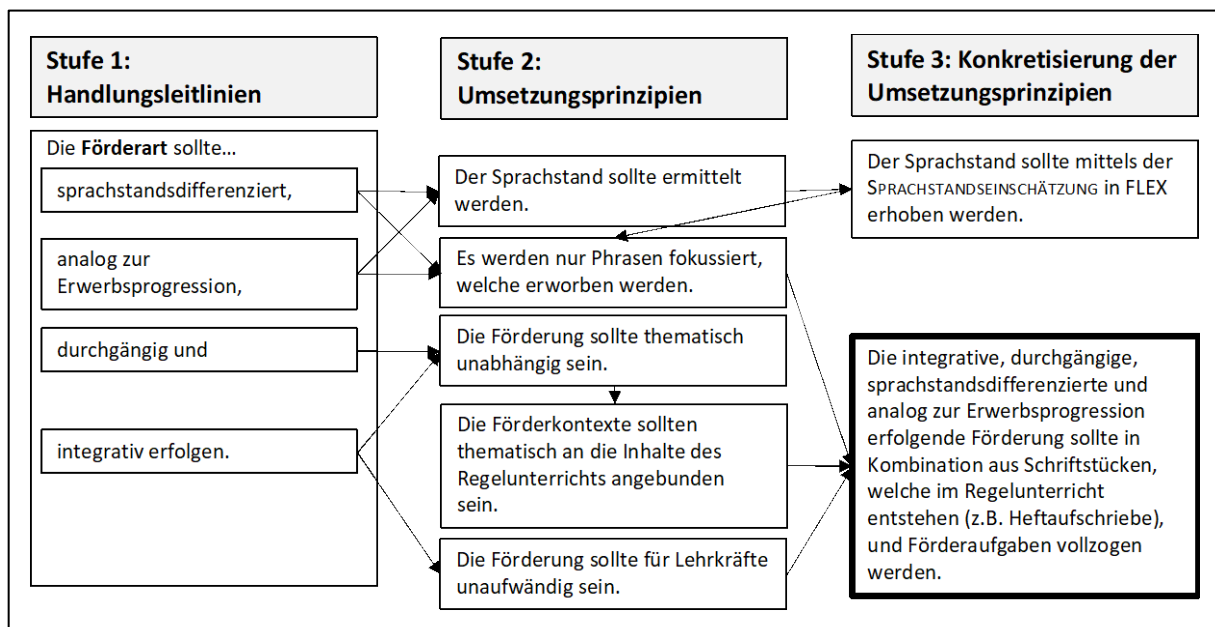 Stufe 1:
Handlungsleitlinien
Die Förderart sollte...
sprachstandsdifferenziert,
analog zur
Erwerbsprogression,
durchgängig und
integrativ erfolgen.
Stufe 2:
Umsetzungsprinzipien
Der Sprachstand sollte ermittelt
werden.
Es werden nur Phrasen fokussiert,
welche erworben werden.
Die Förderung sollte thematisch
unabhängig sein.
Die Förderkontexte sollten
thematisch an die Inhalte des
Regelunterrichts angebunden
sein.
Die Förderung sollte für Lehrkräfte
unaufwändig sein.
Stufe 3: Konkretisierung der
Umsetzungsprinzipien
Der Sprachstand sollte mittels der
SPRACHSTANDSEINSCHÄTZUNG in FLEX
erhoben werden.
Die integrative, durchgängige,
sprachstandsdifferenzierte und
analog zur Erwerbsprogression
erfolgende Förderung sollte in
Kombination aus Schriftstücken,
welche im Regelunterricht
entstehen (z.B. Heftaufschriebe),
und Förderaufgaben vollzogen
werden.